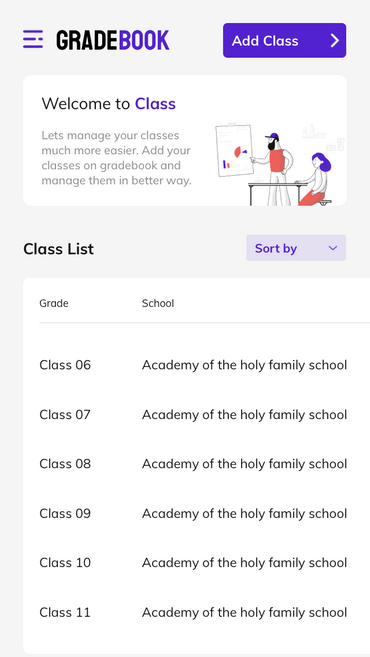 GRADEBOOK
Add Class
Welcome to Class
Lets manage your classes
much more easier. Add your
classes on gradebook and
manage them in better way.
Class List
Sort by
Grade School
Class 06 Academy of the holy family school
Class 07 Academy of the holy family school
Class 08 Academy of the holy family school
Class 09 Academy of the holy family school
Class 10 Academy of the holy family school
Class 11 Academy of the holy family school